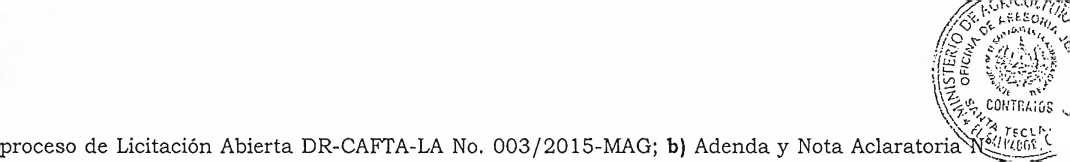 MINISTERIO DE AGRICULTURA
OFICINA DE ASESORIA
CONTRATOS
SANTA TECLA
proceso de Licitación Abierta DR-CAFTA-LA No. 003/2015-MAG; b) Adenda y Nota Aclaratoria N